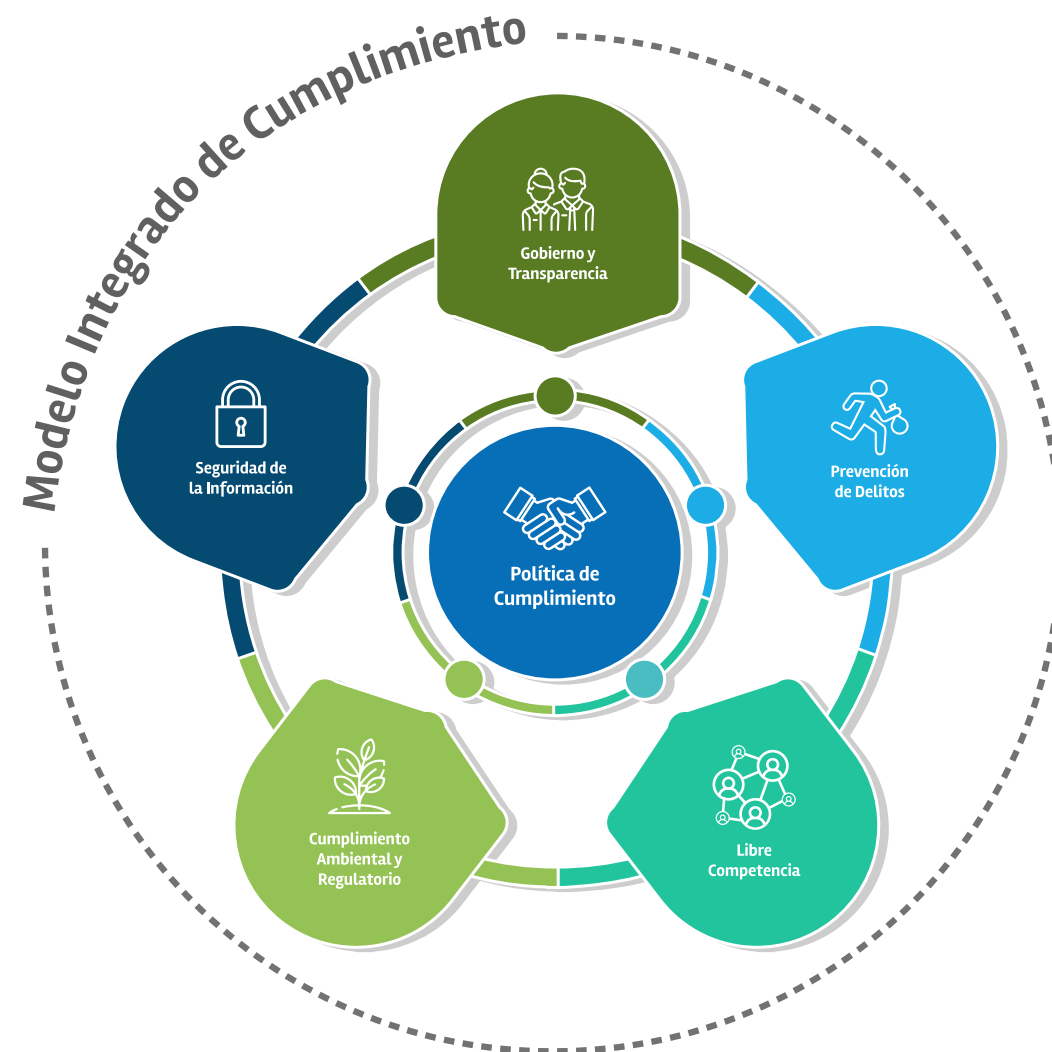 Modelo Integrado de Cumplimiento
Gobierno y
Transparencia
Prevención
de Delitos
Libre
Competencia
Cumplimiento
Ambiental y
Regulatorio
Seguridad de
la Información
Política de
Cumplimiento